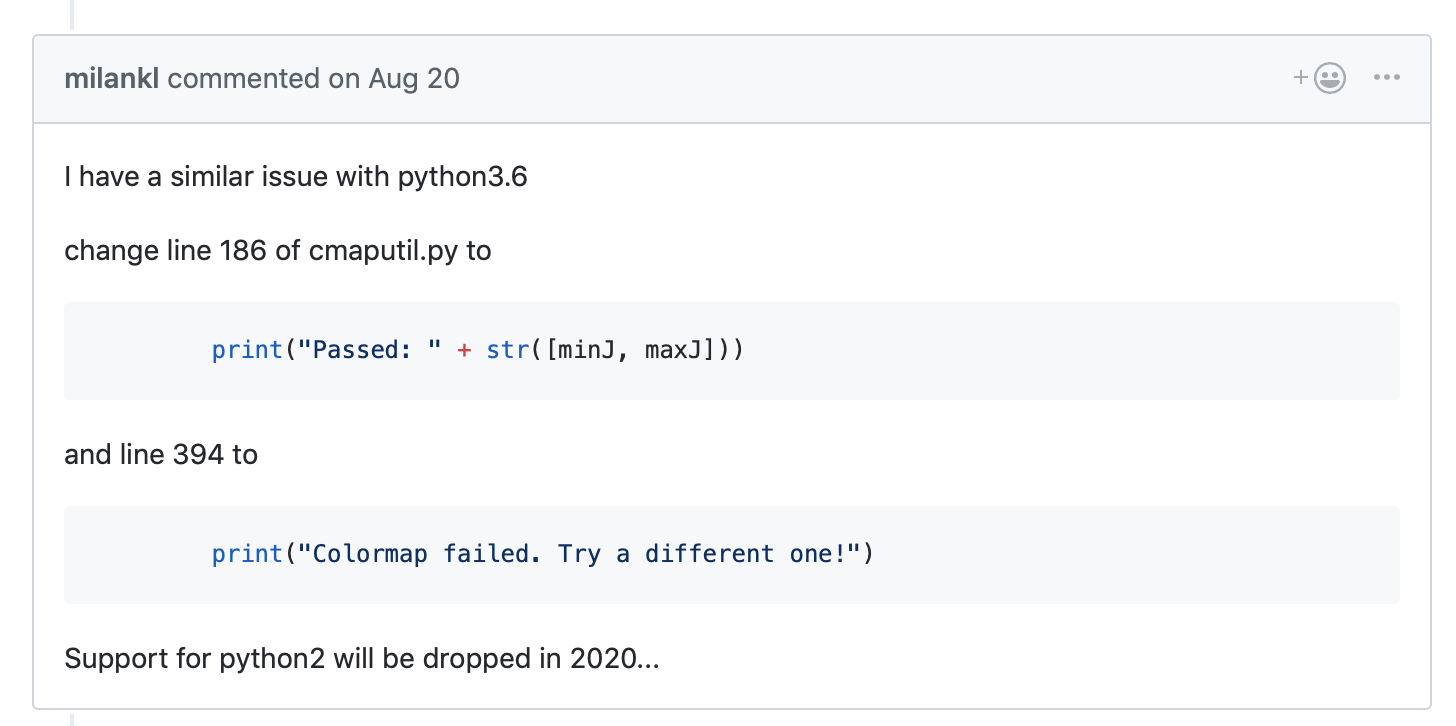 milankl commented on Aug 20
I have a similar issue with python3.6
change line 186 of cmaputil.py to
print("Passed: " + str([minJ, maxJ]))
and line 394 to
print("Colormap failed. Try a different one!")
Support for python2 will be dropped in 2020...